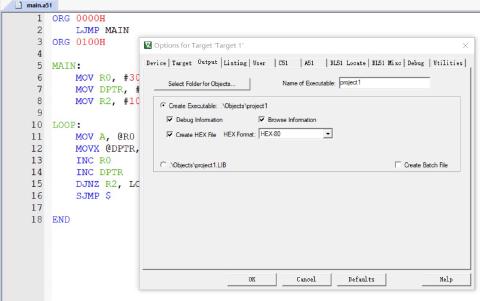 main.a51
1 ORG 0000H
2 LJMP MAIN
3 ORG 0100H
4
5 MAIN:
6 MOV R0, #30
7 MOV DPTR, #
8 MOV R2, #10
9
10 LOOP:
11 MOV A, @R0
12 MOVX @DPTR,
13 INC R0
14 INC DPTR
15 DJNZ R2, LO
16 SJMP $
17
18 END
Options for Target 'Target 1'
Device Target Output Listing User C51 A51 BL51 Locate BL51 Misc Debug Utilities
Select Folder for Objects... Name of Executable: project1
Create Executable: .\Objects\project1
Debug Information Browse Information
Create HEX File HEX Format: HEX-80
.\Objects\project1.LIB Create Batch File
OK Cancel Defaults Help